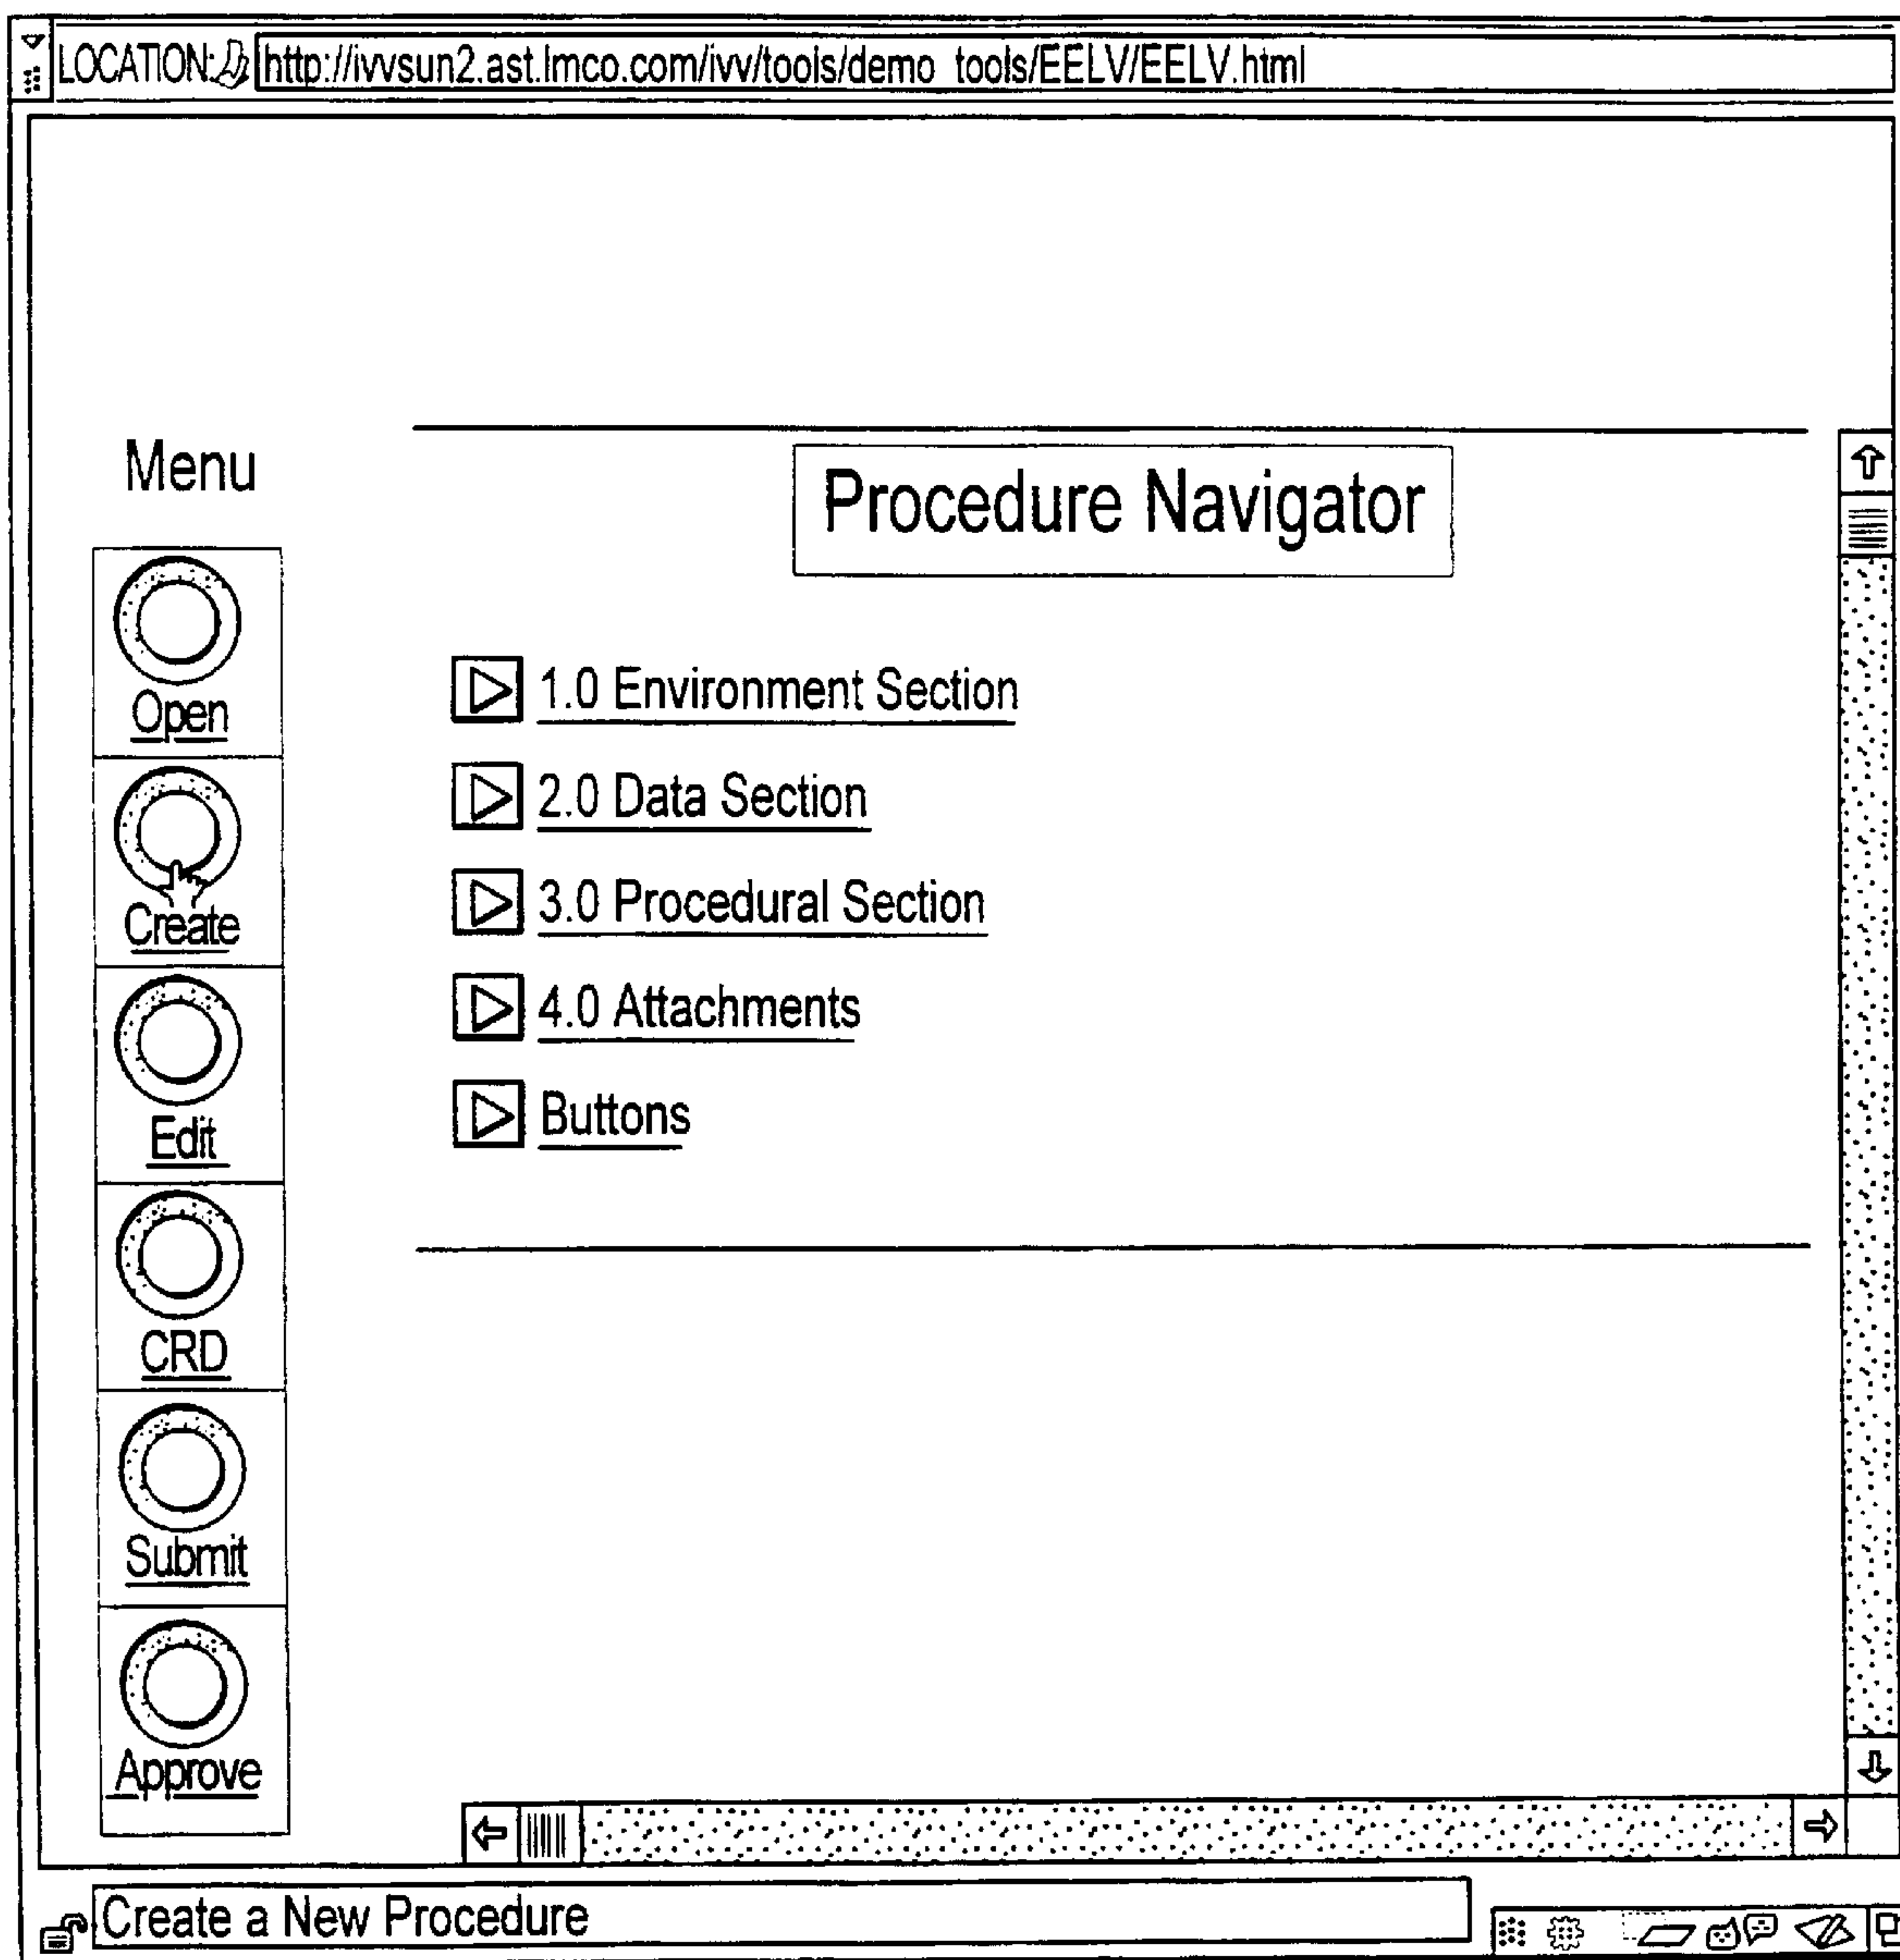 LOCATION: http://ivvsun2.ast.lmco.com/ivv/tools/demo_tools/EELV/EELV.html
Menu
Open
Create
Edit
CRD
Submit
Approve
Procedure Navigator
1.0 Environment Section
2.0 Data Section
3.0 Procedural Section
4.0 Attachments
Buttons
Create a New Procedure